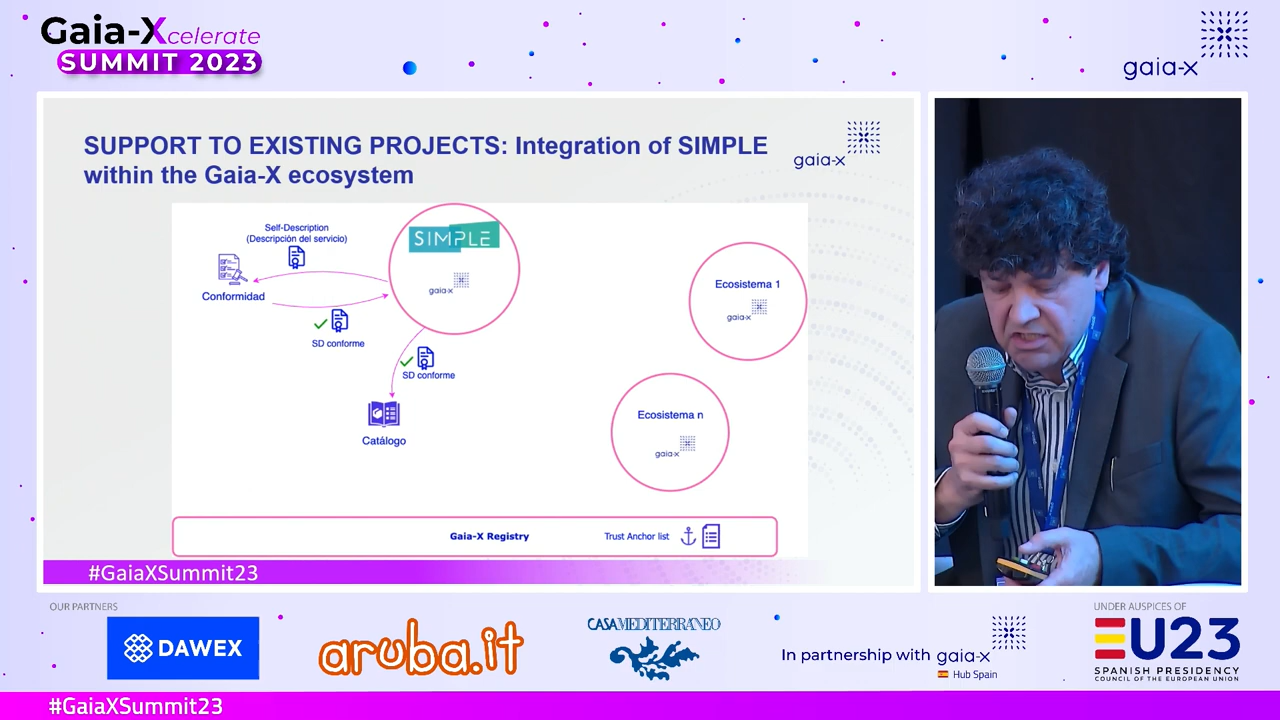 Gaia-Xcelerate
SUMMIT 2023
gaia-x
SUPPORT TO EXISTING PROJECTS: Integration of SIMPLE
within the Gaia-X ecosystem
gaia-x
Self-Description
(Descripción del servicio)
SIMPLE
gaia-x
Conformidad
SD conforme
SD conforme
Catálogo
Ecosistema 1
gaia-x
Ecosistema n
gaia-x
Gaia-X Registry
Trust Anchor list
#GaiaXSummit23
OUR PARTNERS
DAWEX
aruba.it
CASAMEDITERRANEO
In partnership with gaia-x
Hub Spain
UNDER AUSPICES OF
EU23
SPANISH PRESIDENCY
COUNCIL OF THE EUROPEAN UNION
#GaiaXSummit23